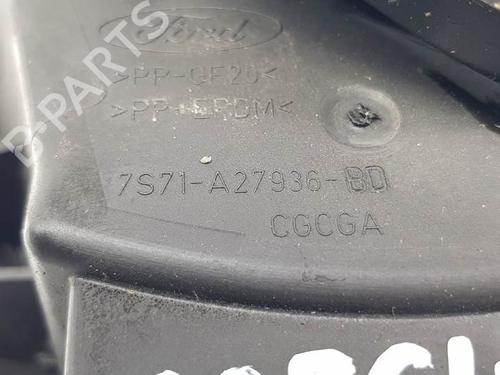 Ford
>PP-GF20<
>PP+EPDM<
7S71-A27936-BD
CGCGA
B-PARTS